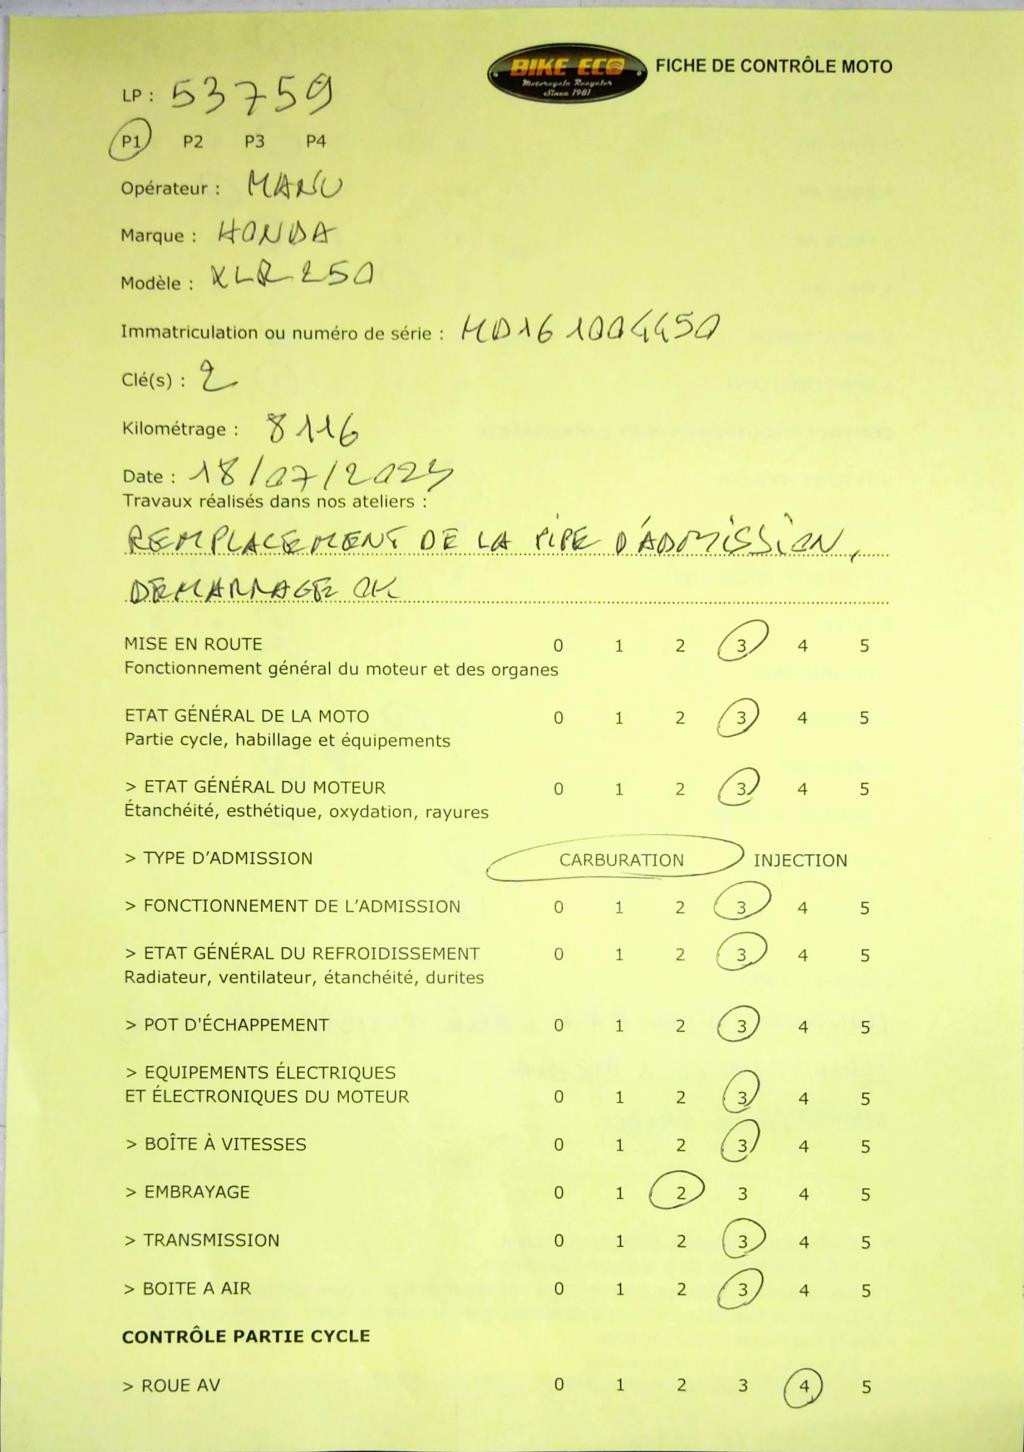 BIKE ECO
Motorcycle Recycler
Since 1981
FICHE DE CONTRÔLE MOTO
LP : 53759
P1 P2 P3 P4
Opérateur : MANU
Marque : HONDA
Modèle : XLR 250
Immatriculation ou numéro de série : MD16 1004450
Clé(s) : 2
Kilométrage : 8116
Date : 18/07/2023
Travaux réalisés dans nos ateliers :
REMPLACEMENT DE LA PIPE D'ADMISSION,
DEMARRAGE OK
MISE EN ROUTE 0 1 2 3 4 5
Fonctionnement général du moteur et des organes
ETAT GÉNÉRAL DE LA MOTO 0 1 2 3 4 5
Partie cycle, habillage et équipements
> ETAT GÉNÉRAL DU MOTEUR 0 1 2 3 4 5
Étanchéité, esthétique, oxydation, rayures
> TYPE D'ADMISSION CARBURATION INJECTION
> FONCTIONNEMENT DE L'ADMISSION 0 1 2 3 4 5
> ETAT GÉNÉRAL DU REFROIDISSEMENT 0 1 2 3 4 5
Radiateur, ventilateur, étanchéité, durites
> POT D'ÉCHAPPEMENT 0 1 2 3 4 5
> EQUIPEMENTS ÉLECTRIQUES
ET ÉLECTRONIQUES DU MOTEUR 0 1 2 3 4 5
> BOÎTE À VITESSES 0 1 2 3 4 5
> EMBRAYAGE 0 1 2 3 4 5
> TRANSMISSION 0 1 2 3 4 5
> BOITE A AIR 0 1 2 3 4 5
CONTRÔLE PARTIE CYCLE
> ROUE AV 0 1 2 3 4 5